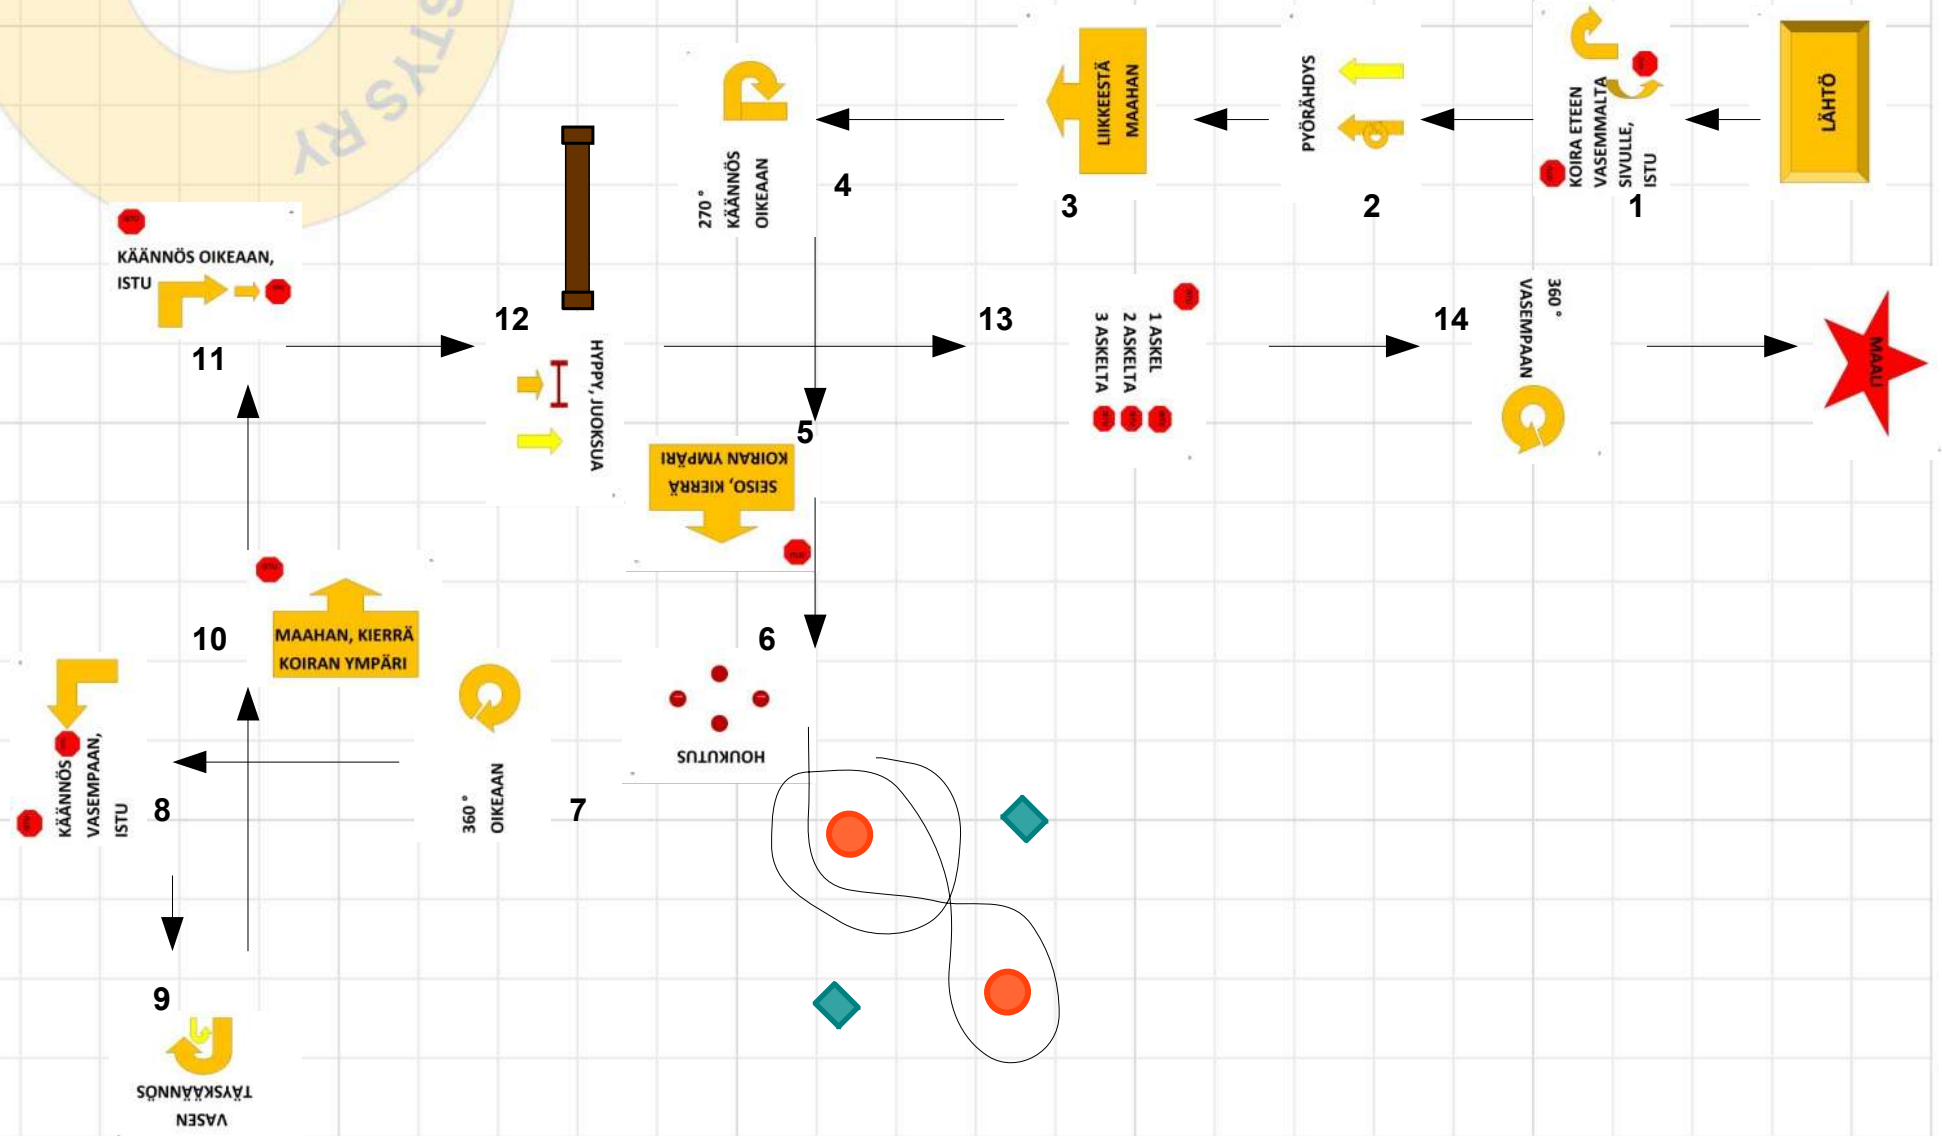 STYS RY
LÄHTÖ
KOIRA ETEEN
VASEMMALTA
SIVULLE,
ISTU
1
PYÖRÄHDYS
2
LIIKKEESTÄ
MAAHAN
3
270 °
KÄÄNNÖS
OIKEAAN
4
5
SEISO, KIERRÄ
KOIRAN YMPÄRI
6
HOUKUTUS
7
360 °
OIKEAAN
8
KÄÄNNÖS
VASEMPAAN,
ISTU
9
VASEN
TÄYSKÄÄNNÖS
10
MAAHAN, KIERRÄ
KOIRAN YMPÄRI
11
KÄÄNNÖS OIKEAAN,
ISTU
12
HYPPY, JUOKSUA
13
1 ASKEL
2 ASKELTA
3 ASKELTA
14
360 °
VASEMPAAN
MAALI